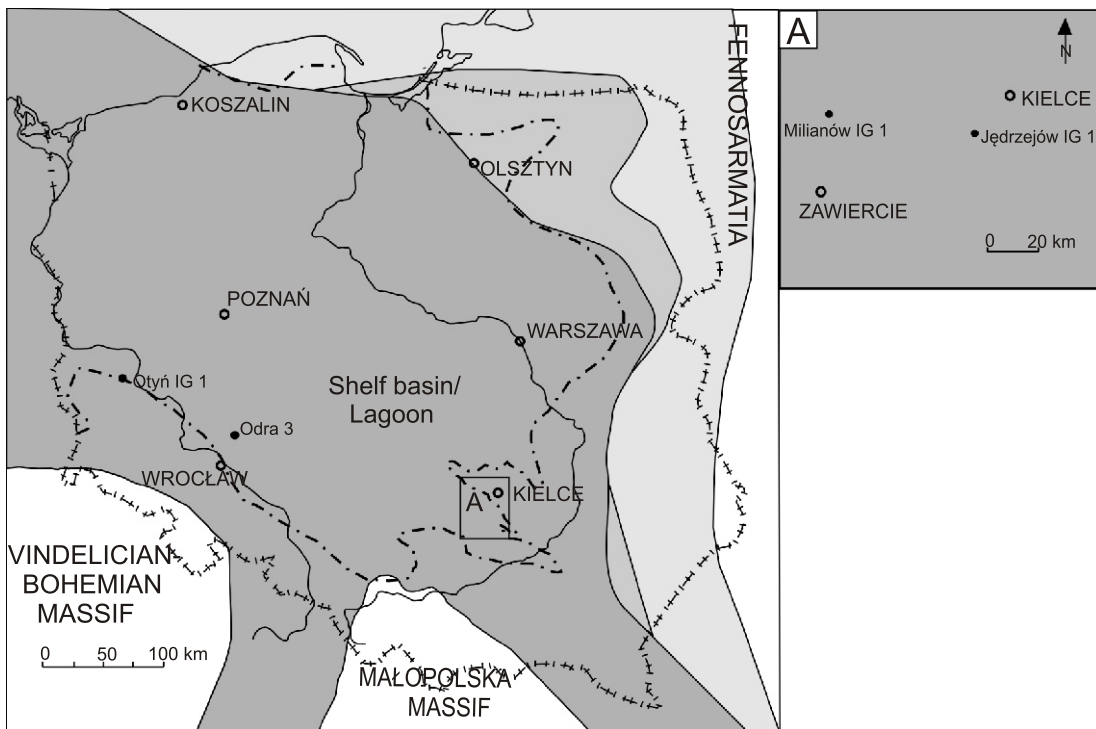 KOSZALIN
OLSZTYN
FENNOSARMATIA
POZNAŃ
WARSZAWA
Otyń IG 1
Shelf basin/
Lagoon
Odra 3
WROCŁAW
KIELCE
A
VINDELICIAN
BOHEMIAN
MASSIF
0 50 100 km
MAŁOPOLSKA
MASSIF
A
N
KIELCE
Milianów IG 1
Jędrzejów IG 1
ZAWIERCIE
0 20 km